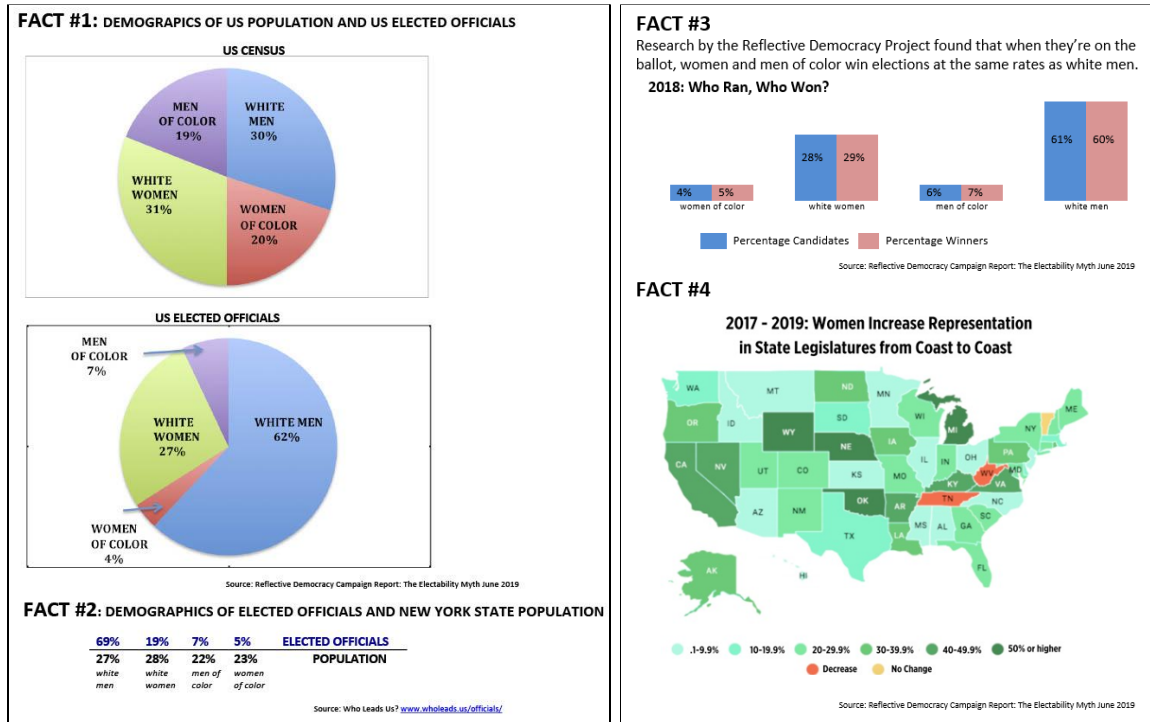 FACT #1: DEMOGRAPICS OF US POPULATION AND US ELECTED OFFICIALS
US CENSUS
MEN
OF COLOR
19%
WHITE
MEN
30%
WHITE
WOMEN
31%
WOMEN
OF COLOR
20%
US ELECTED OFFICIALS
MEN
OF COLOR
7%
WHITE MEN
62%
WHITE
WOMEN
27%
WOMEN
OF COLOR
4%
Source: Reflective Democracy Campaign Report: The Electability Myth June 2019
FACT #2: DEMOGRAPHICS OF ELECTED OFFICIALS AND NEW YORK STATE POPULATION
69% 19% 7% 5% ELECTED OFFICIALS
27% 28% 22% 23% POPULATION
white white men of women
men women color of color
Source: Who Leads Us? www.wholeads.us/officials/
FACT #3
Research by the Reflective Democracy Project found that when they're on the
ballot, women and men of color win elections at the same rates as white men.
2018: Who Ran, Who Won?
61% 60%
28% 29%
4% 5% 6% 7%
women of color white women men of color white men
Percentage Candidates Percentage Winners
Source: Reflective Democracy Campaign Report: The Electability Myth June 2019
FACT #4
2017 - 2019: Women Increase Representation
in State Legislatures from Coast to Coast
WA MT ND MN ME
OR ID SD WI NY
WY MI
NE IA PA
CA NV UT CO KS MO IL IN OH WV MD
KY VA
AZ NM OK AR TN NC
TX LA MS AL GA SC
FL
AK HI
.1-9.9% 10-19.9% 20-29.9% 30-39.9% 40-49.9% 50% or higher
Decrease No Change
Source: Reflective Democracy Campaign Report: The Electability Myth June 2019